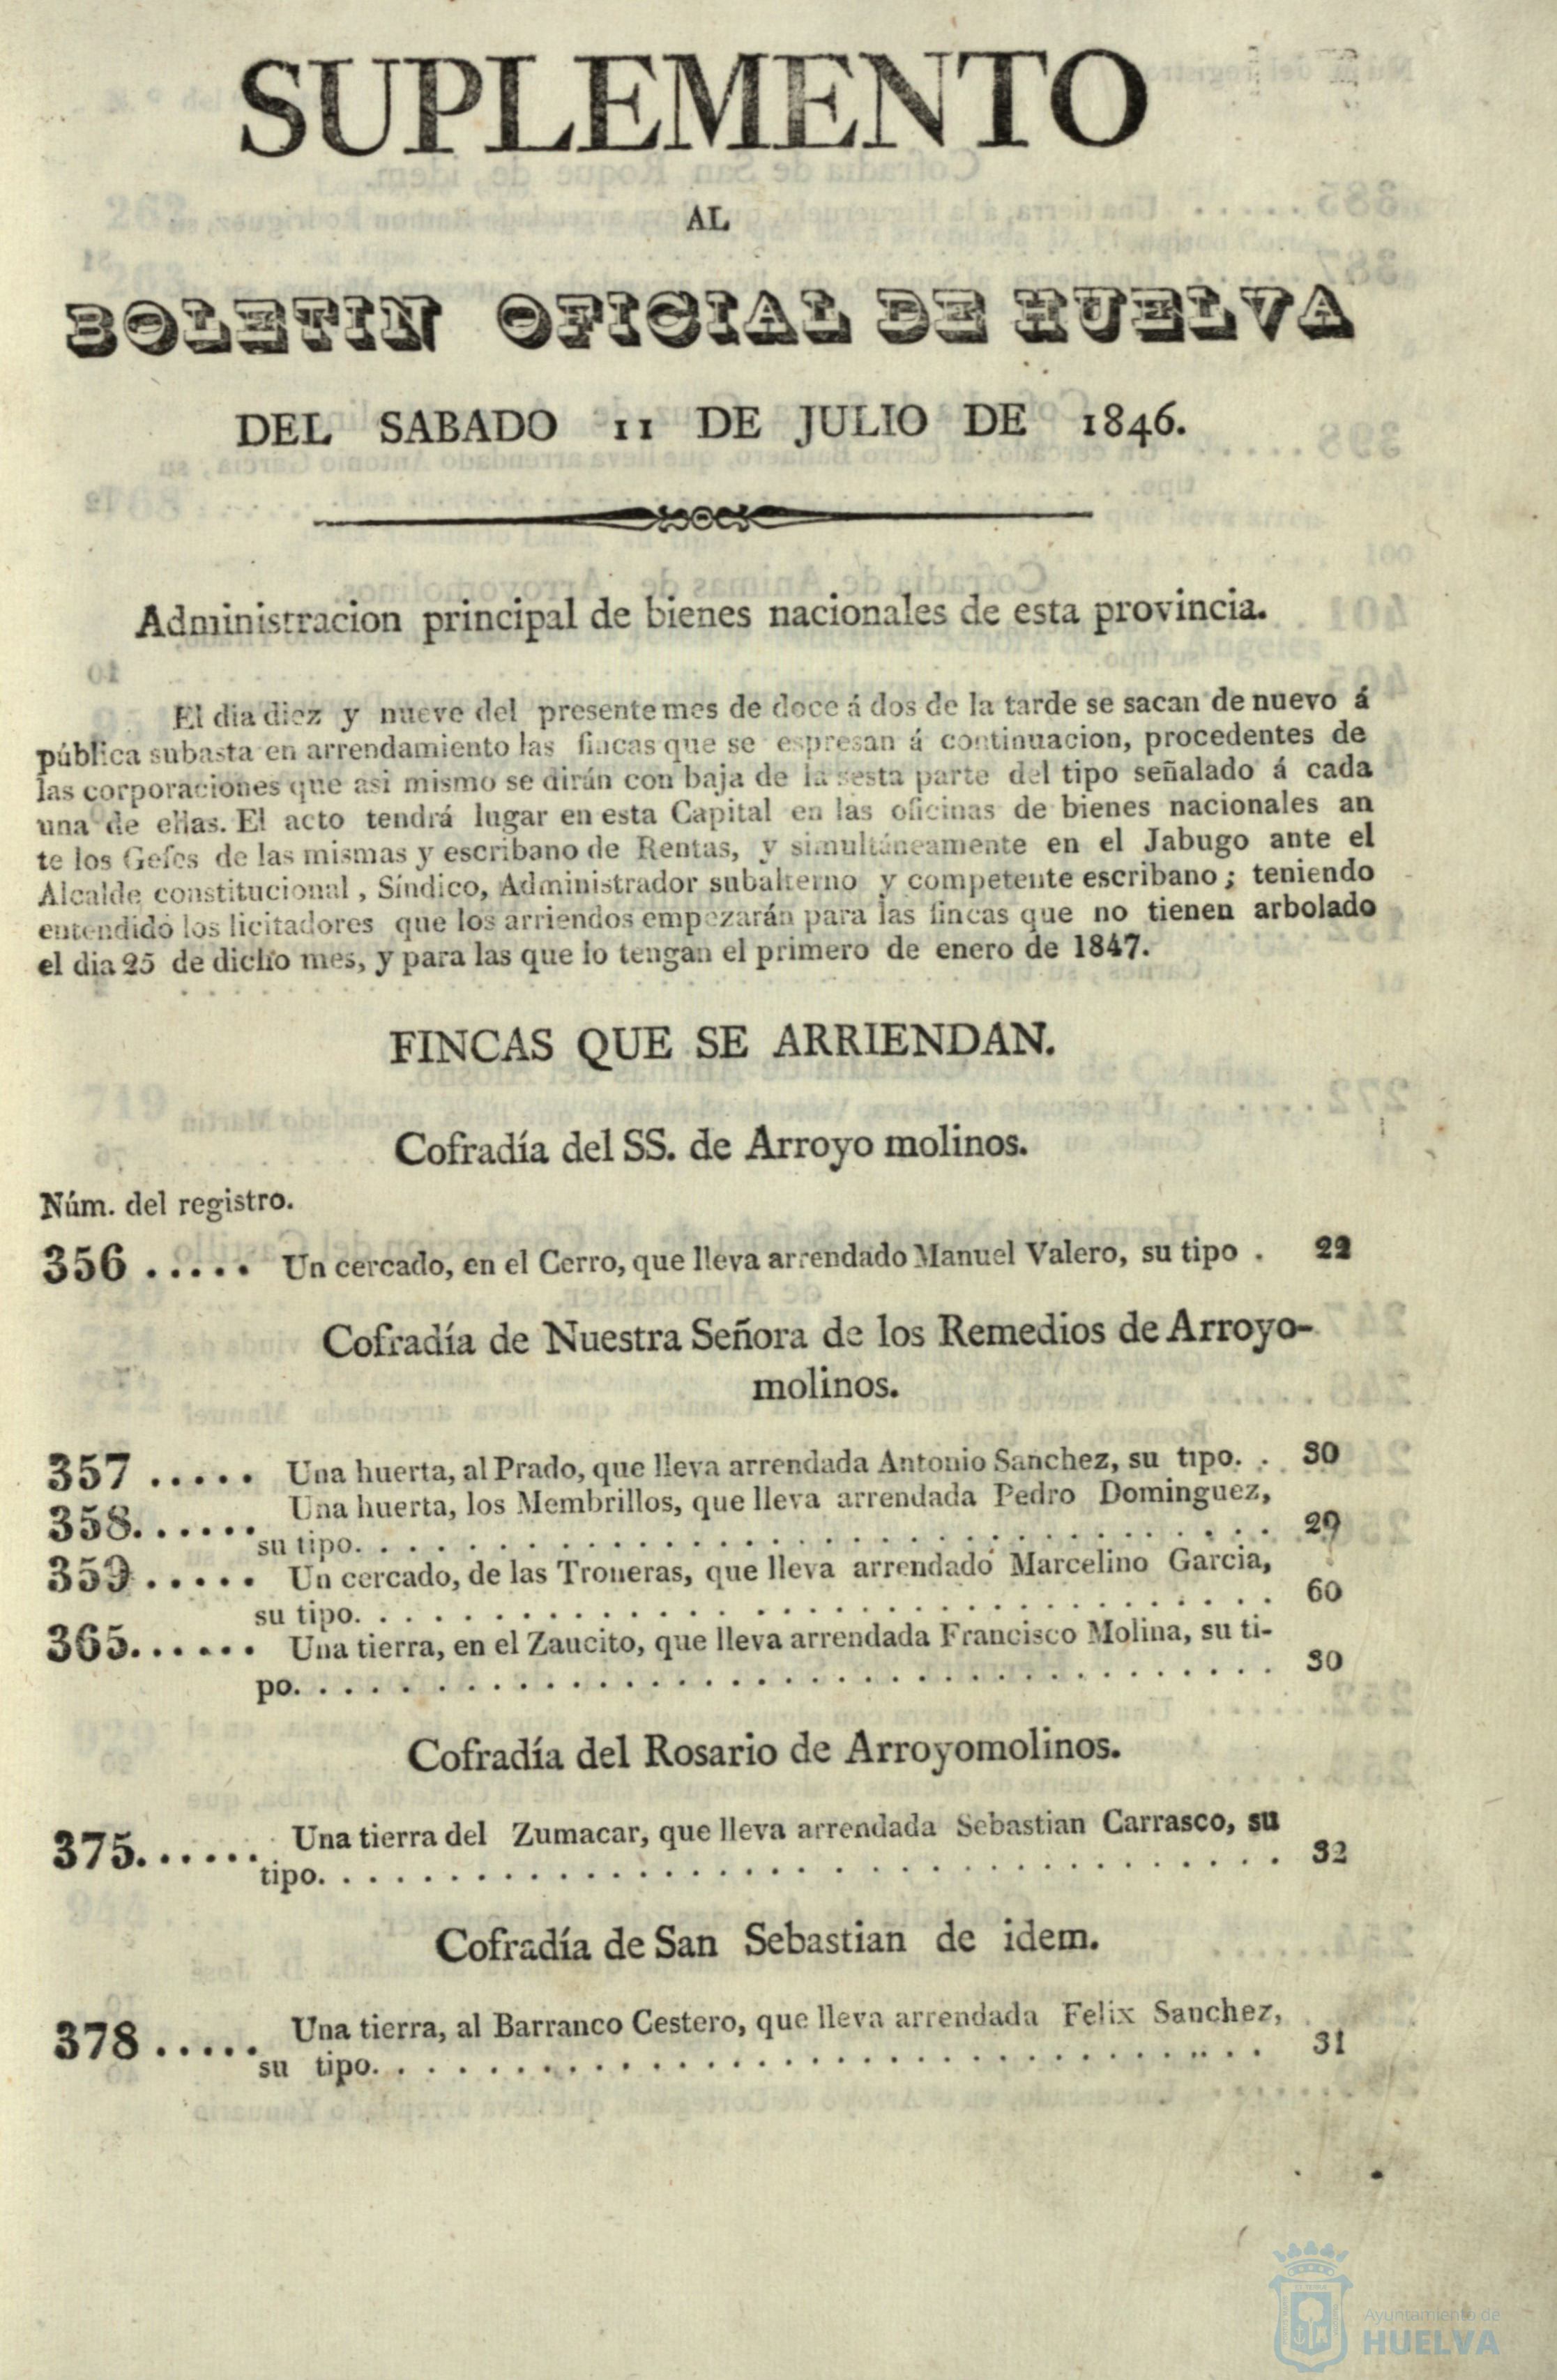 SUPLEMENTO
AL
BOLETIN OFICIAL DE HUELVA
DEL SABADO 11 DE JULIO DE 1846.
Administracion principal de bienes nacionales de esta provincia.
El dia diez y nueve del presente mes de doce á dos de la tarde se sacan de nuevo á
pública subasta en arrendamiento las fincas que se espresan á continuacion, procedentes de
las corporaciones que asi mismo se dirán con baja de la sesta parte del tipo señalado á cada
una de ellas. El acto tendrá lugar en esta Capital en las oficinas de bienes nacionales an
te los Gefes de las mismas y escribano de Rentas, y simultáneamente en el Jabugo ante el
Alcalde constitucional, Síndico, Administrador subalterno y competente escribano; teniendo
entendido los licitadores que los arriendos empezarán para las fincas que no tienen arbolado
el dia 25 de dicho mes, y para las que lo tengan el primero de enero de 1847.
FINCAS QUE SE ARRIENDAN.
Cofradía del SS. de Arroyo molinos.
Núm. del registro.
356 . . . . . Un cercado, en el Cerro, que lleva arrendado Manuel Valero, su tipo . 22
Cofradía de Nuestra Señora de los Remedios de Arroyo-
molinos.
357 . . . . . Una huerta, al Prado, que lleva arrendada Antonio Sanchez, su tipo. . 30
358. . . . . . Una huerta, los Membrillos, que lleva arrendada Pedro Dominguez,
su tipo. . . . . . . . . . . . . . . . . . . . . . . . . . . . . . 29
359 . . . . . Un cercado, de las Troneras, que lleva arrendado Marcelino Garcia,
su tipo. . . . . . . . . . . . . . . . . . . . . . . . . . . . . . 60
365. . . . . . Una tierra, en el Zaucito, que lleva arrendada Francisco Molina, su ti-
po. . . . . . . . . . . . . . . . . . . . . . . . . . . . . . . . 30
Cofradía del Rosario de Arroyomolinos.
375. . . . . . Una tierra del Zumacar, que lleva arrendada Sebastian Carrasco, su
tipo. . . . . . . . . . . . . . . . . . . . . . . . . . . . . . . 32
Cofradía de San Sebastian de idem.
378 . . . . . Una tierra, al Barranco Cestero, que lleva arrendada Felix Sanchez,
su tipo. . . . . . . . . . . . . . . . . . . . . . . . . . . . . . 31
Ayuntamiento de
HUELVA